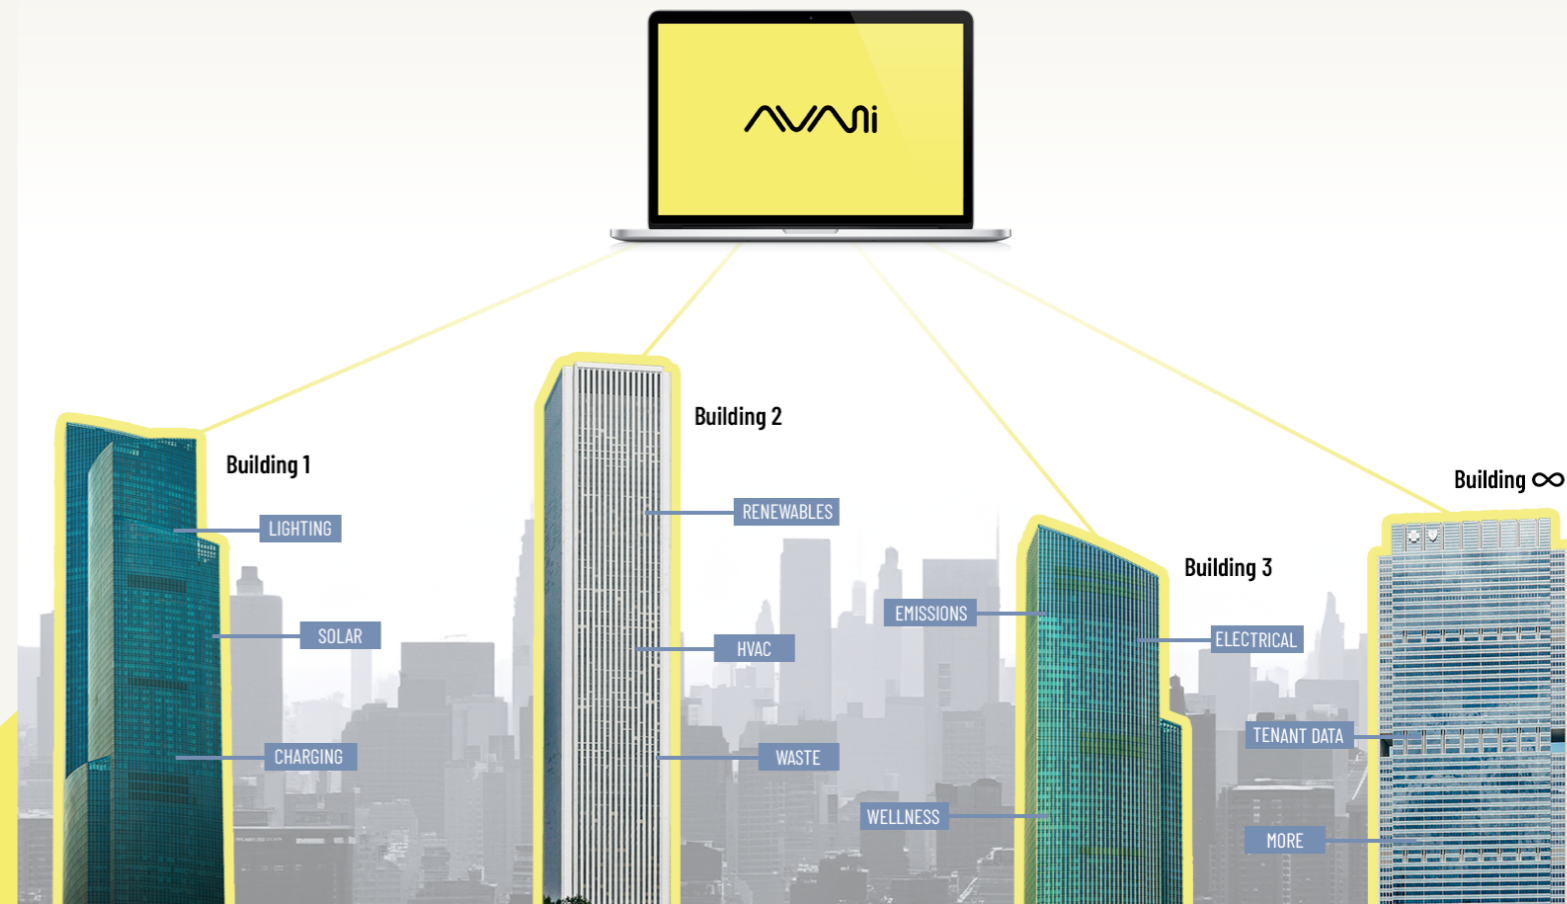 AVANi
Building 1
LIGHTING
SOLAR
CHARGING
Building 2
RENEWABLES
HVAC
WASTE
Building 3
EMISSIONS
ELECTRICAL
WELLNESS
Building ∞
TENANT DATA
MORE